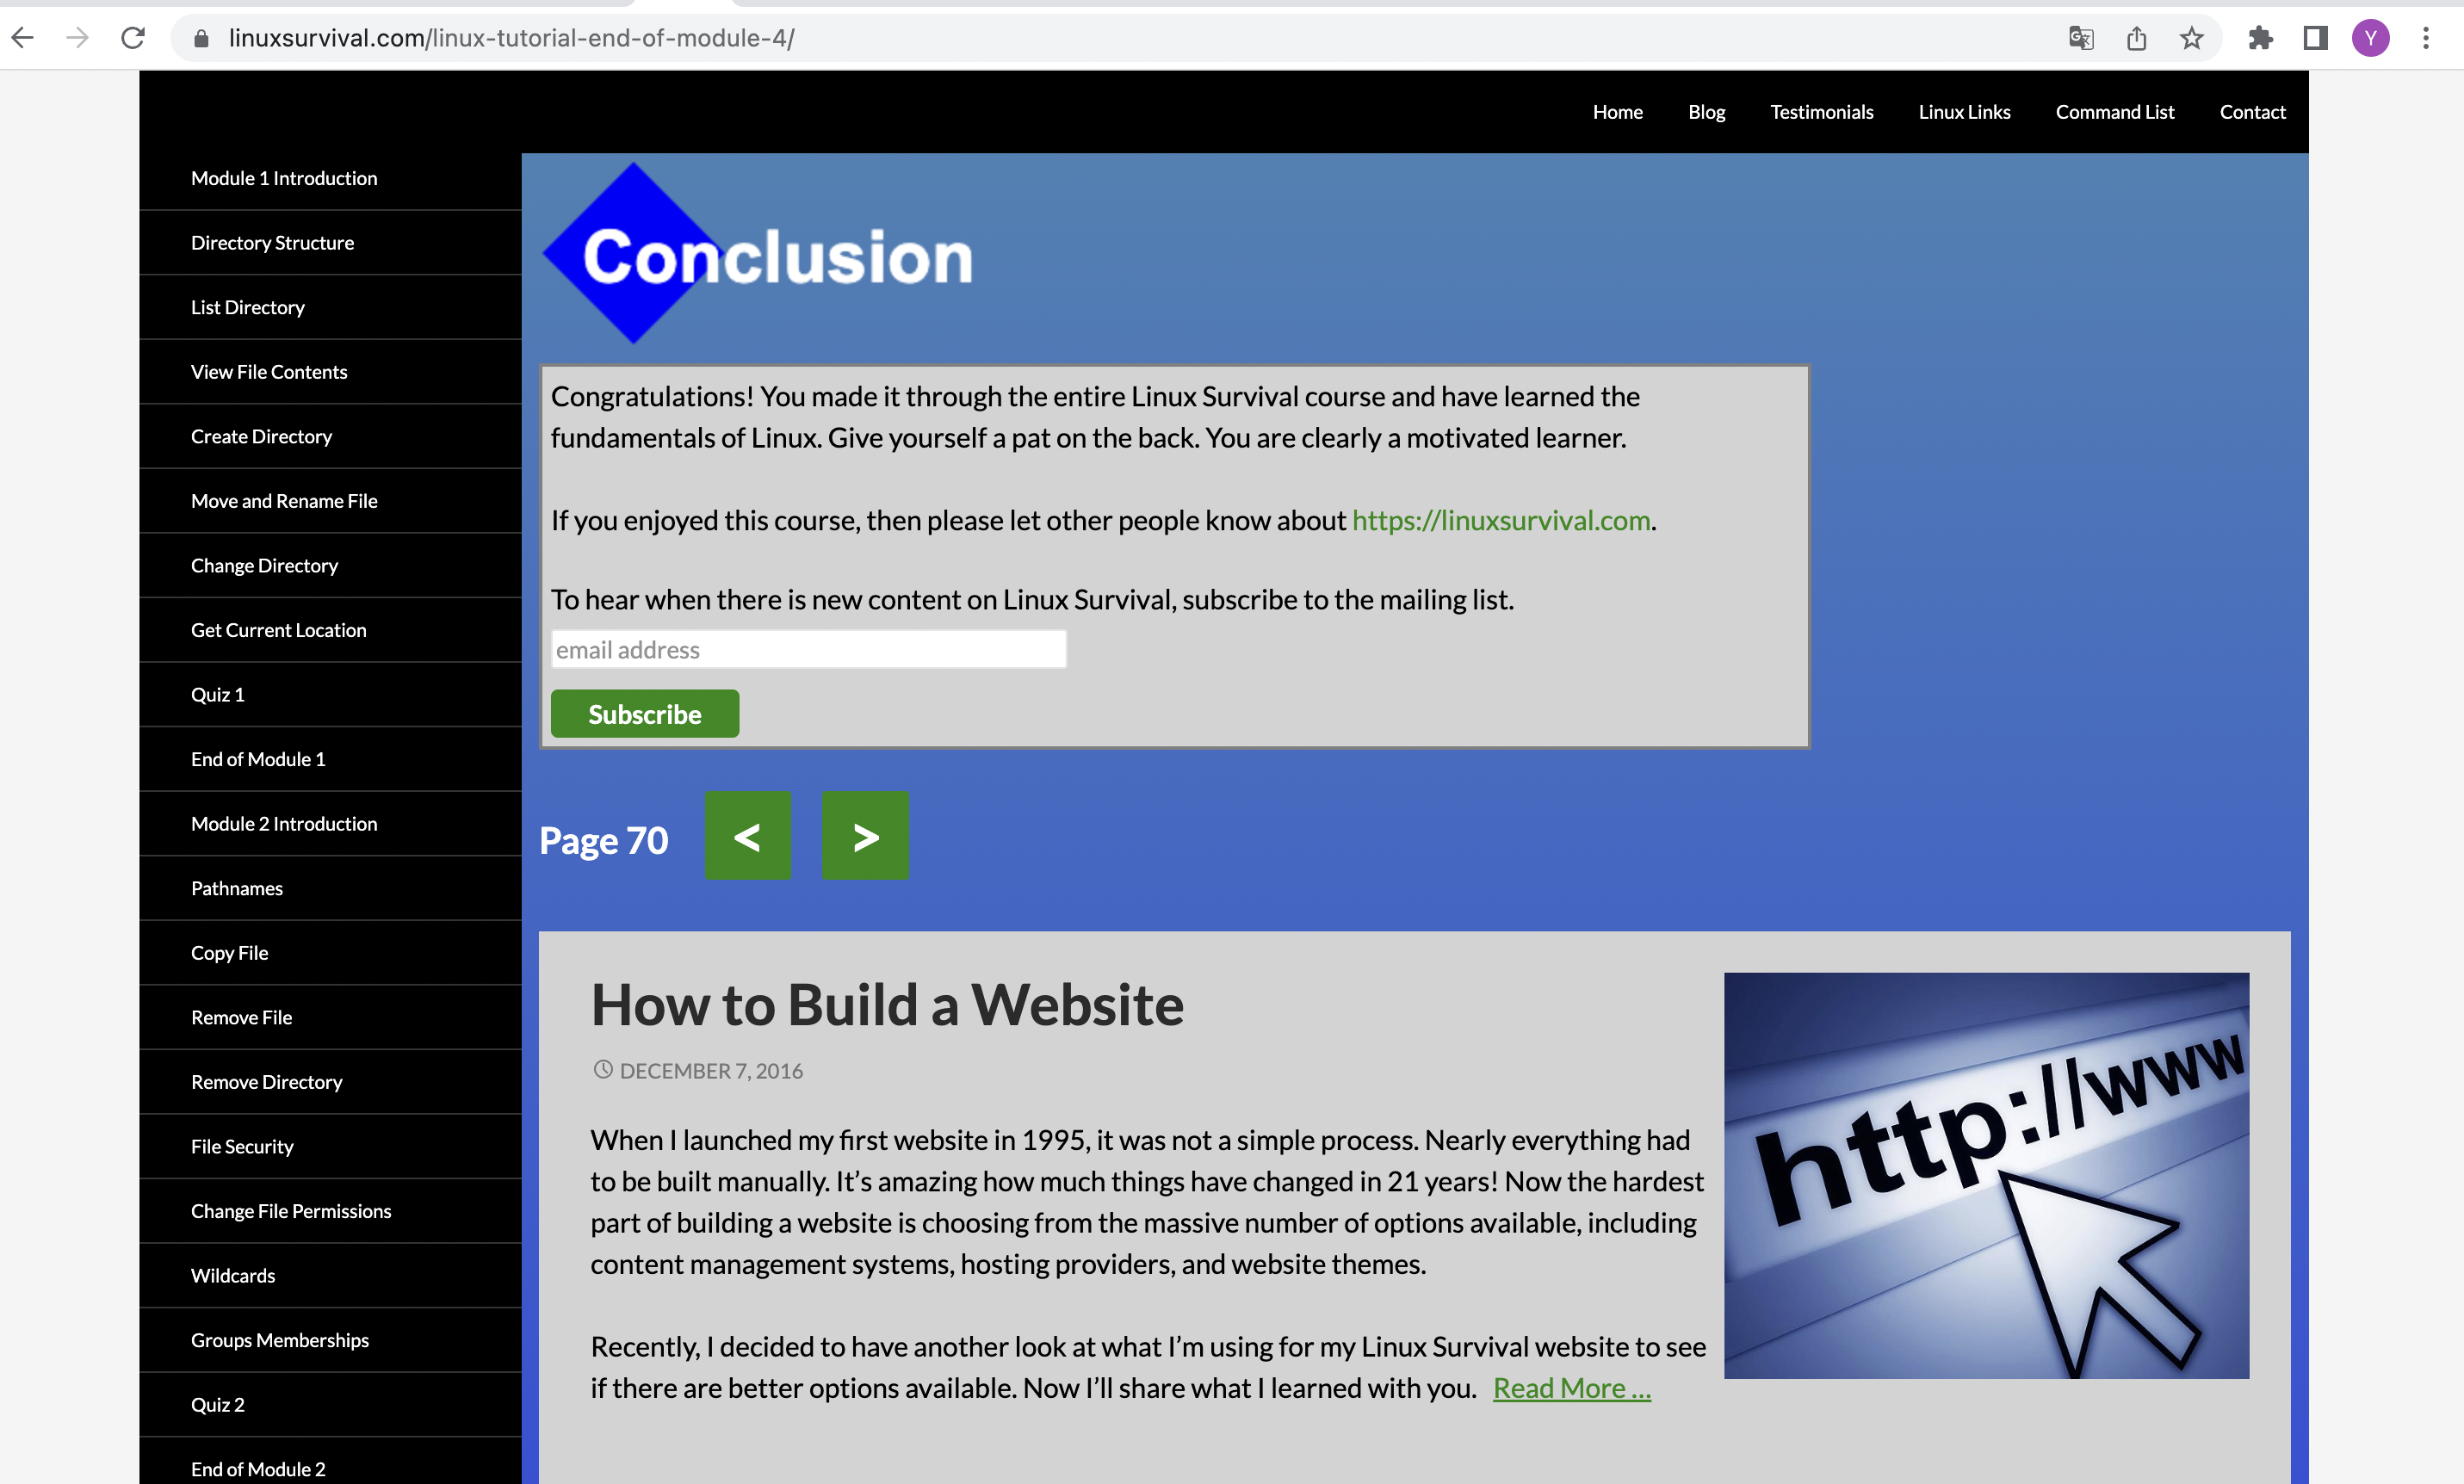 linuxsurvival.com/linux-tutorial-end-of-module-4/
Y
Home Blog Testimonials Linux Links Command List Contact
Module 1 Introduction
Directory Structure
List Directory
View File Contents
Create Directory
Move and Rename File
Change Directory
Get Current Location
Quiz 1
End of Module 1
Module 2 Introduction
Pathnames
Copy File
Remove File
Remove Directory
File Security
Change File Permissions
Wildcards
Groups Memberships
Quiz 2
End of Module 2
Conclusion
Congratulations! You made it through the entire Linux Survival course and have learned the
fundamentals of Linux. Give yourself a pat on the back. You are clearly a motivated learner.
If you enjoyed this course, then please let other people know about https://linuxsurvival.com.
To hear when there is new content on Linux Survival, subscribe to the mailing list.
email address
Subscribe
Page 70 < >
How to Build a Website
DECEMBER 7, 2016
When I launched my first website in 1995, it was not a simple process. Nearly everything had
to be built manually. It’s amazing how much things have changed in 21 years! Now the hardest
part of building a website is choosing from the massive number of options available, including
content management systems, hosting providers, and website themes.
Recently, I decided to have another look at what I’m using for my Linux Survival website to see
if there are better options available. Now I’ll share what I learned with you. Read More ...
http://www